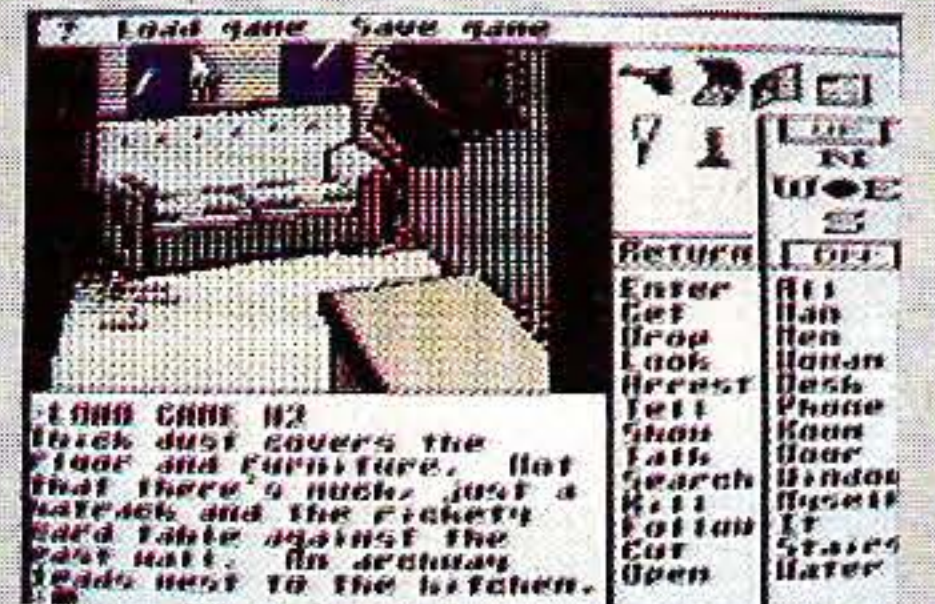 ? Load game Save game
N
W E
S
Return
OFF
Enter
Get
Drop
Look
Arrest
Tell
Show
Talk
Search
Kill
Follow
Cut
Open
All
Man
Men
Woman
Desk
Phone
Room
Door
Window
Myself
It
Stairs
Water
LOAD GAME #2
Thick dust covers the
floor and furniture. Not
that there's much, just a
hatrack and the rickety
card table against the
east wall. An archway
leads west to the kitchen.